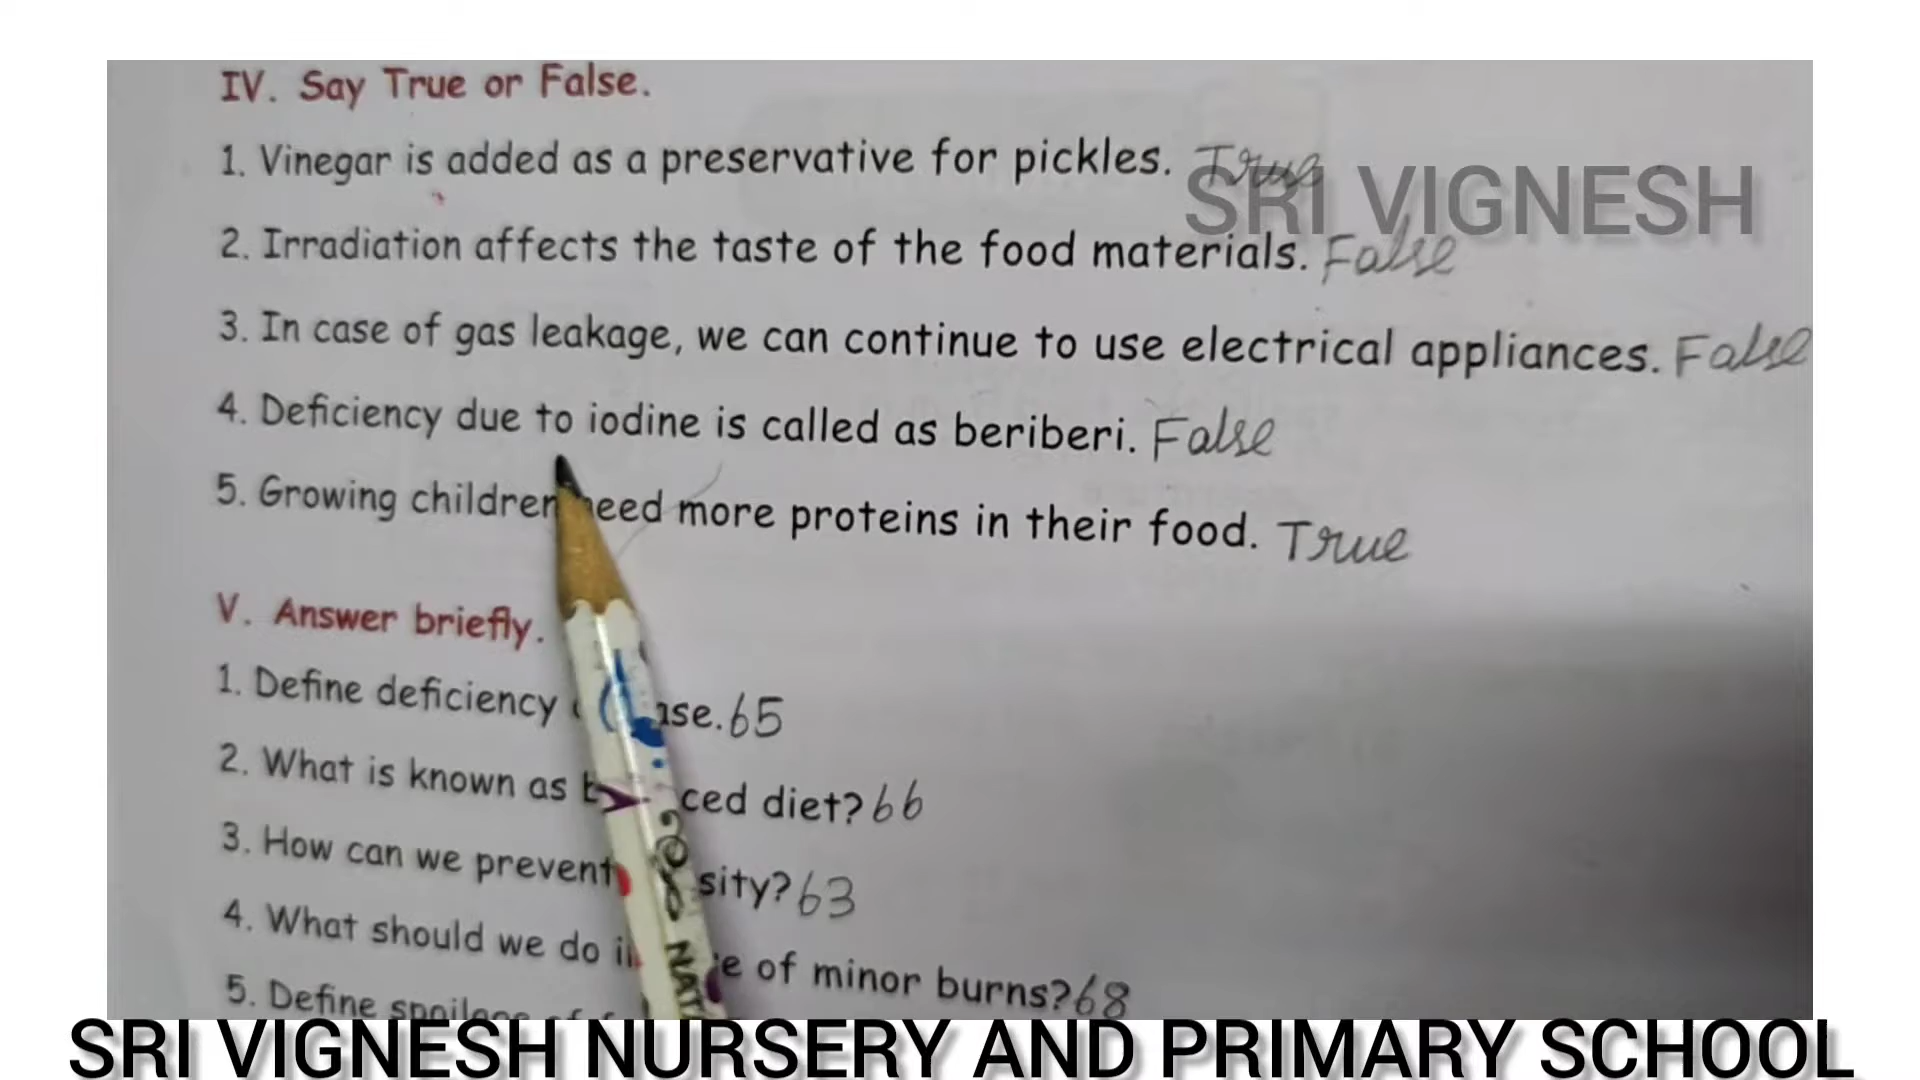 IV. Say True or False.
1. Vinegar is added as a preservative for pickles. True
SRI VIGNESH
2. Irradiation affects the taste of the food materials. False
3. In case of gas leakage, we can continue to use electrical appliances. False
4. Deficiency due to iodine is called as beriberi. False
5. Growing children need more proteins in their food. True
V. Answer briefly.
1. Define deficiency 65
2. What is known as diet? 66
3. How can we prevent 63
4. What should we do of minor burns? 68
5. Define spoilage of
NAT
SRI VIGNESH NURSERY AND PRIMARY SCHOOL